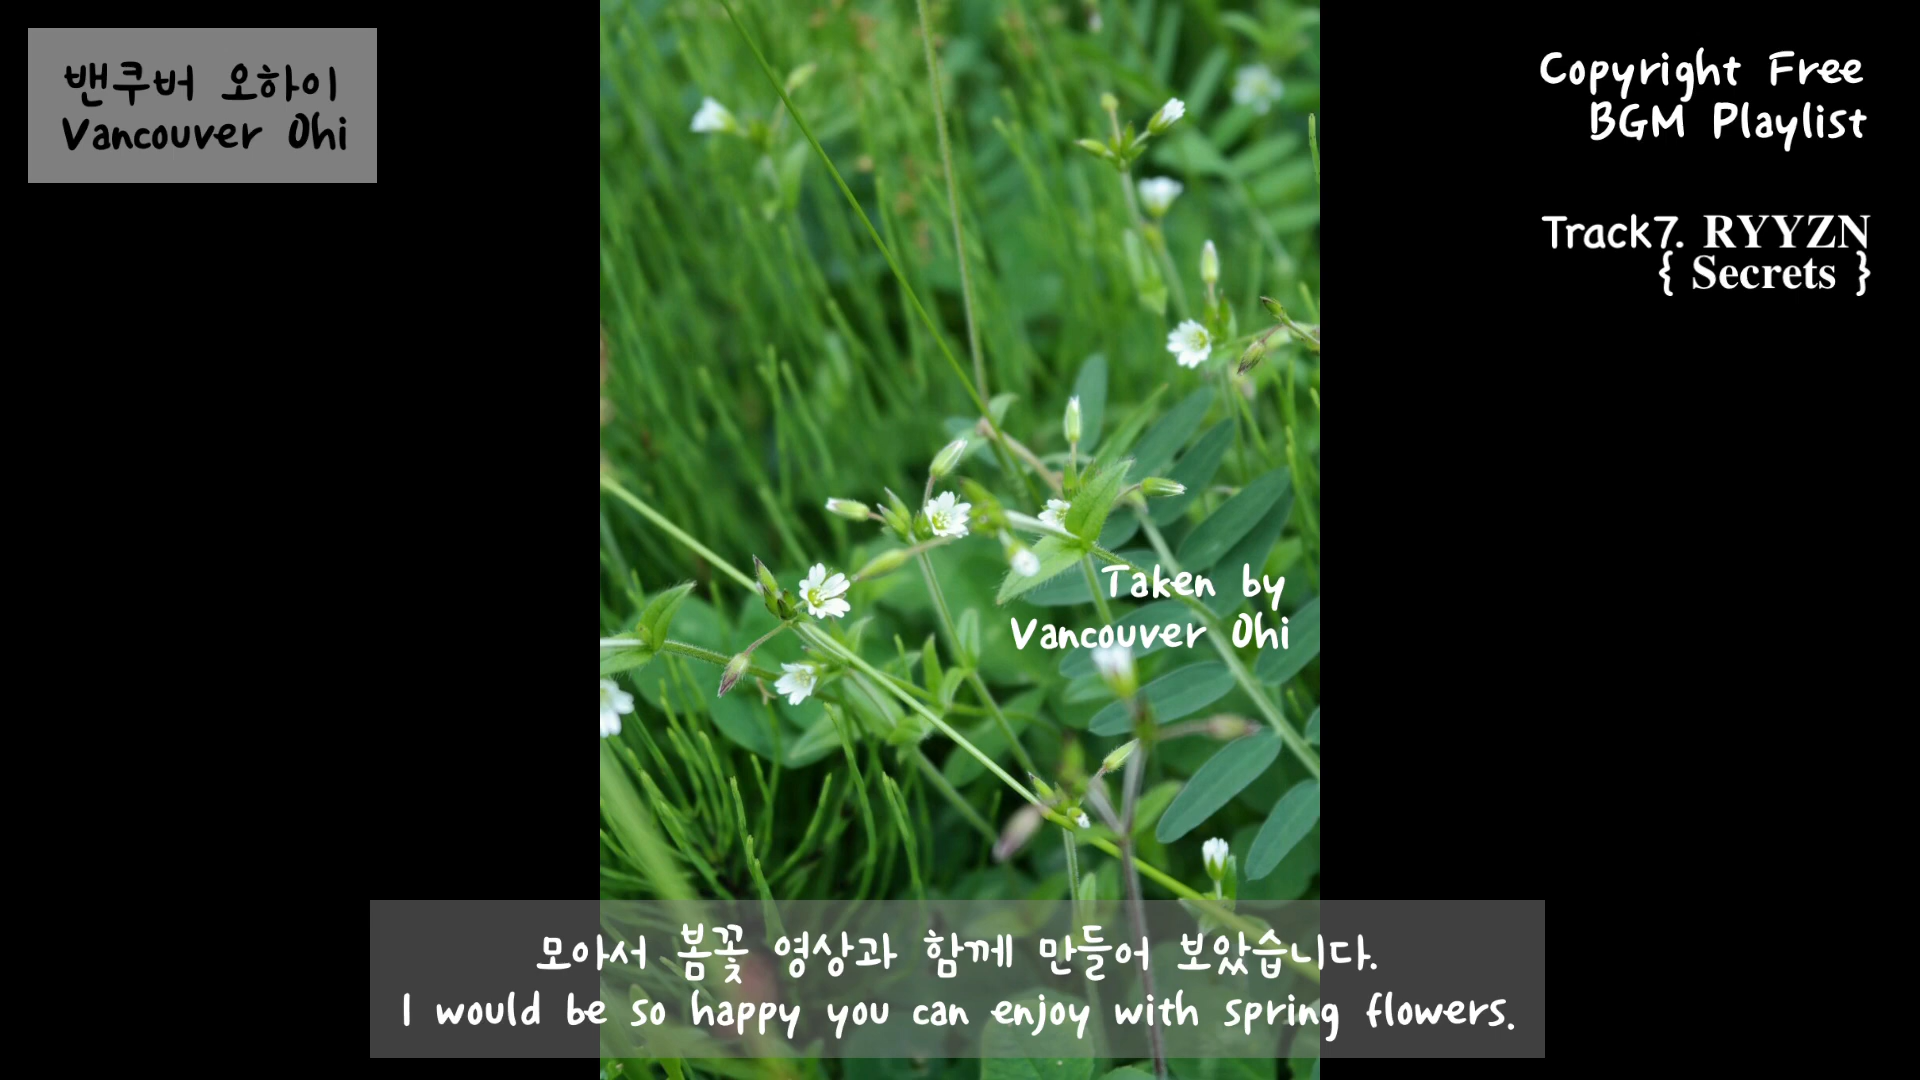 밴쿠버 오하이
Vancouver Ohi
Copyright Free
BGM Playlist
Track7. RYYZN
{ Secrets }
Taken by
Vancouver Ohi
모아서 봄꽃 영상과 함께 만들어 보았습니다.
I would be so happy you can enjoy with spring flowers.